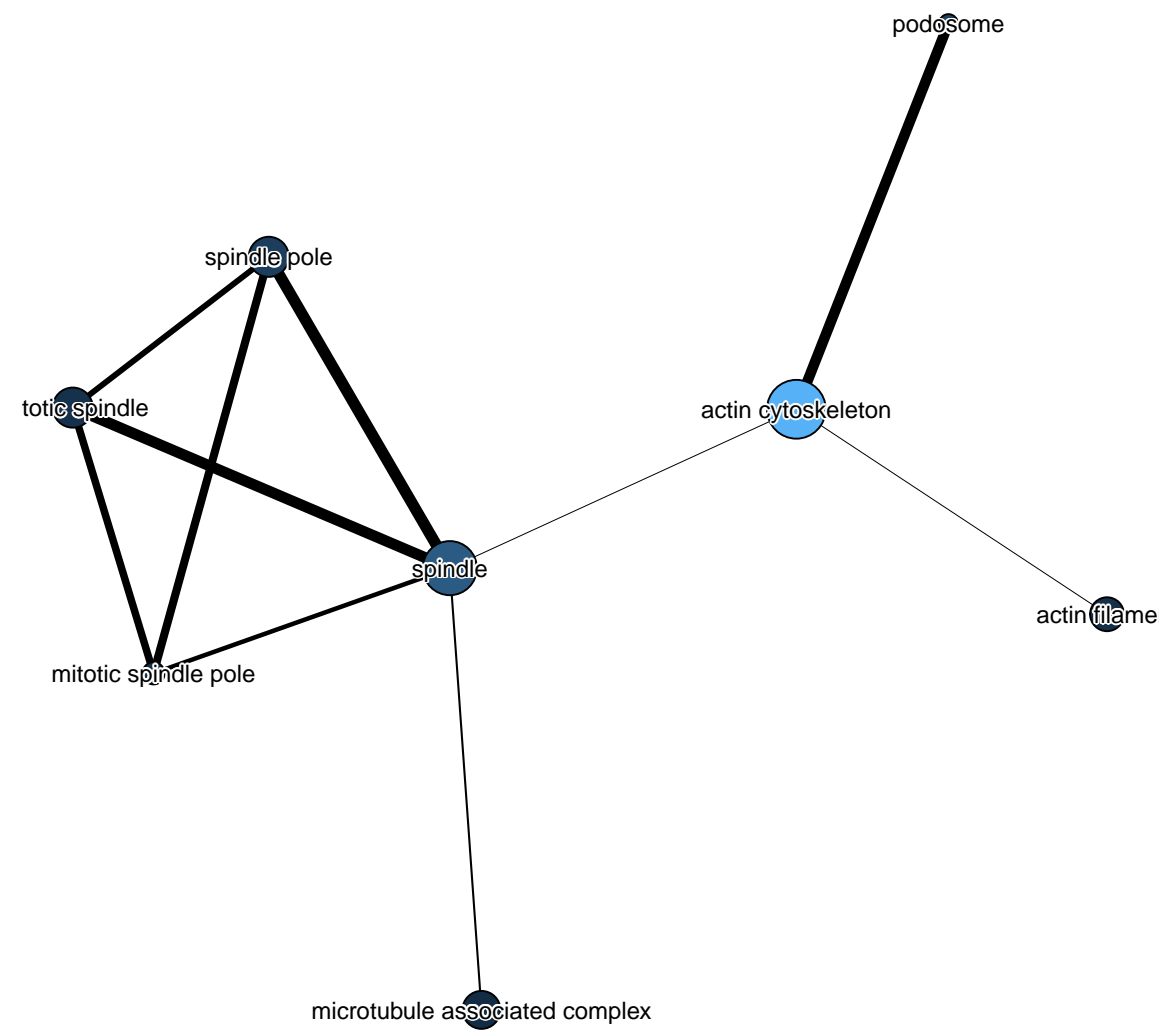 podosome
spindle pole
totic spindle
actin cytoskeleton
spindle
actin filame
mitotic spindle pole
microtubule associated complex